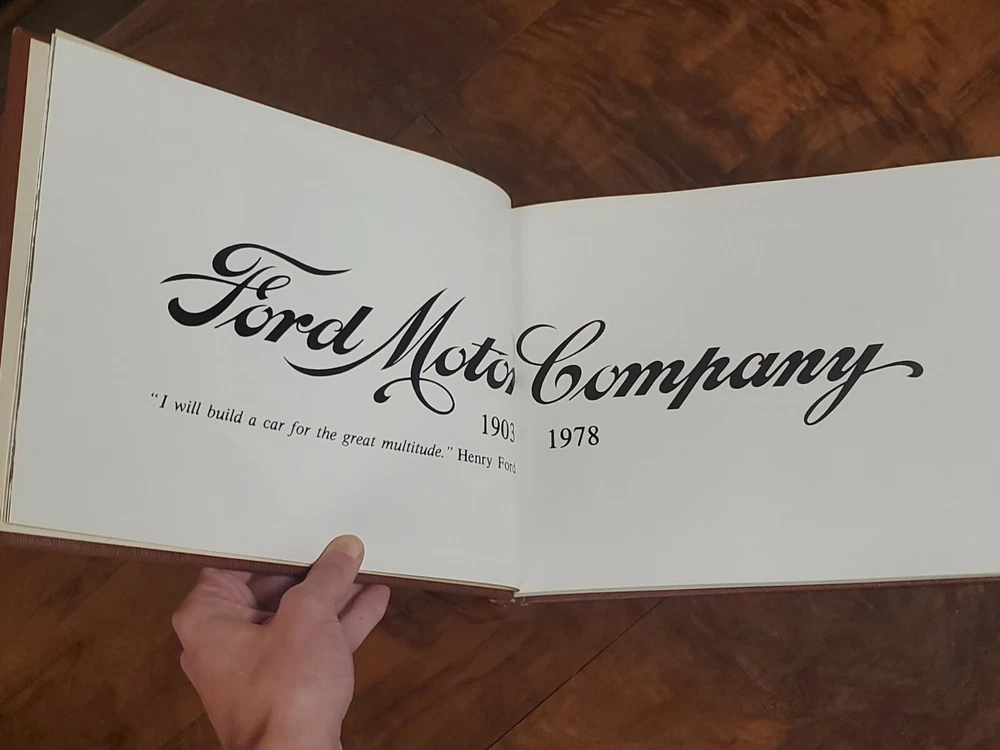 Ford Motor Company
1903 1978
"I will build a car for the great multitude." Henry Ford